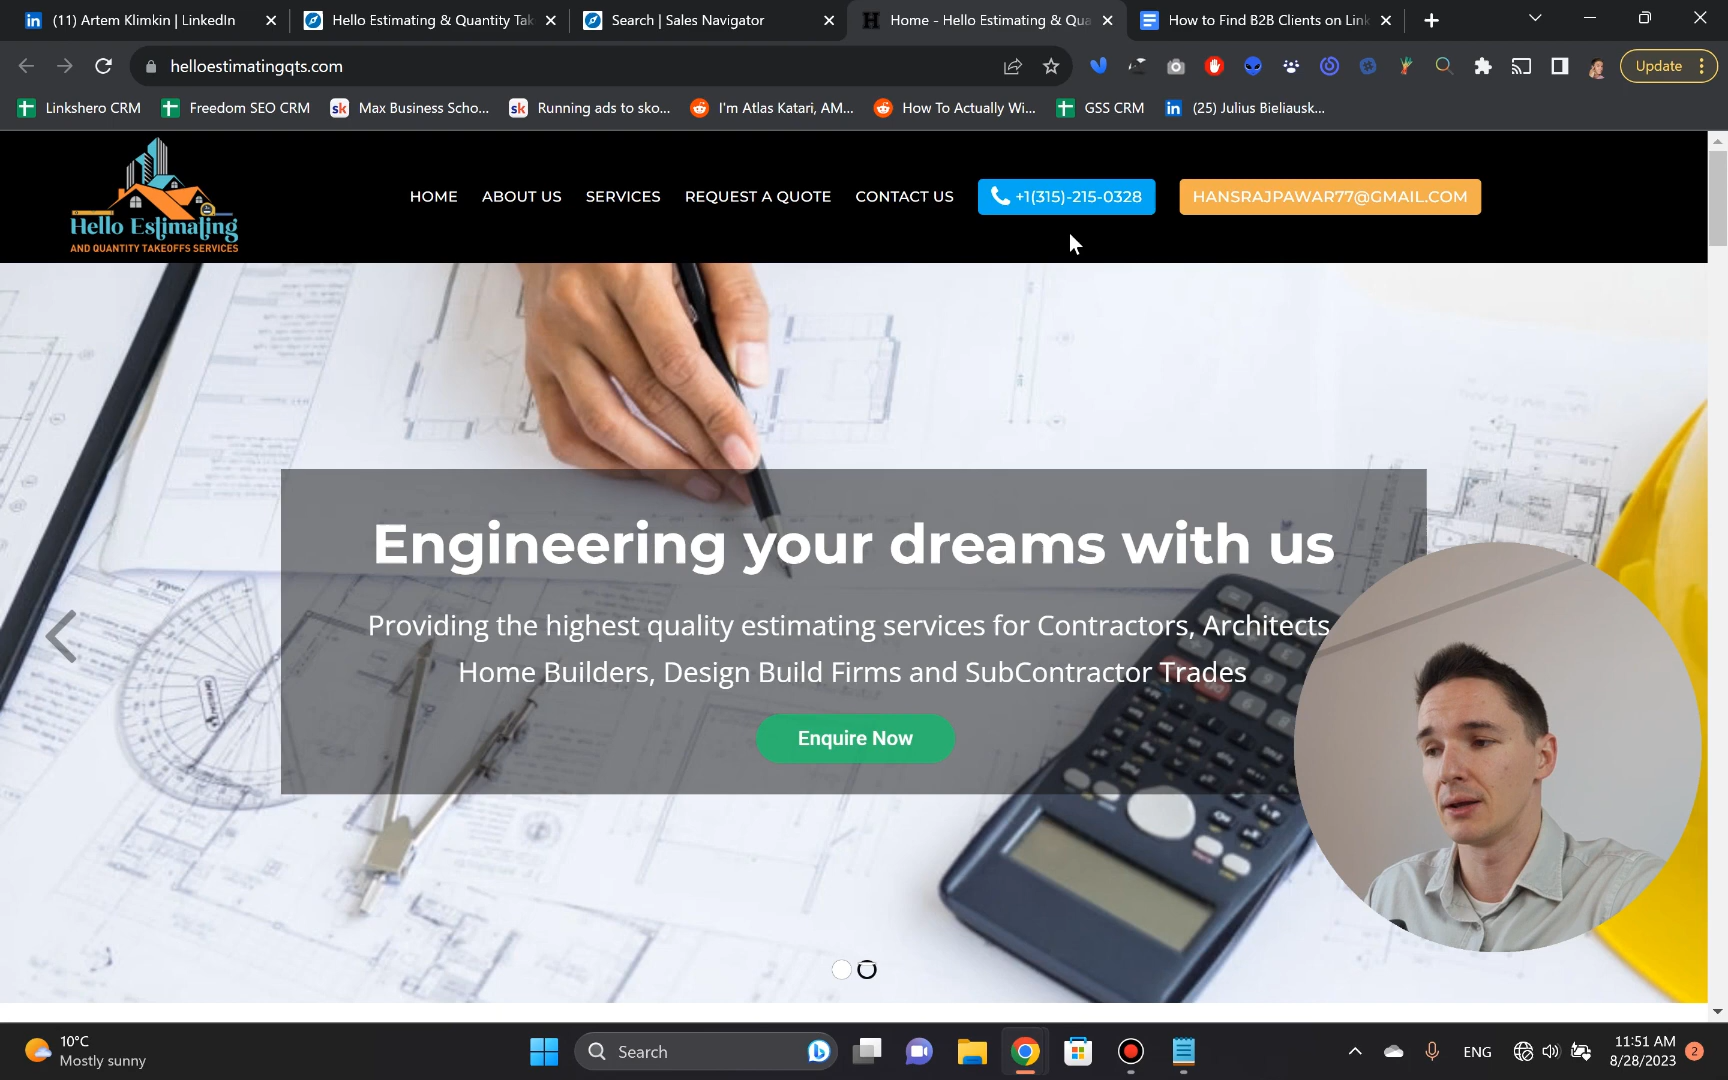 (11) Artem Klimkin | LinkedIn
Hello Estimating & Quantity Tak
Search | Sales Navigator
Home - Hello Estimating & Qua
How to Find B2B Clients on Link
helloestimatingqts.com
Update
Linkshero CRM
Freedom SEO CRM
sk Max Business Scho...
sk Running ads to sko...
I'm Atlas Katari, AM...
How To Actually Wi...
GSS CRM
(25) Julius Bieliausk...
Hello Estimating
AND QUANTITY TAKEOFFS SERVICES
HOME
ABOUT US
SERVICES
REQUEST A QUOTE
CONTACT US
+1(315)-215-0328
HANSRAJPAWAR77@GMAIL.COM
Engineering your dreams with us
Providing the highest quality estimating services for Contractors, Architects,
Home Builders, Design Build Firms and SubContractor Trades
Enquire Now
10°C
Mostly sunny
Search
ENG
11:51 AM
8/28/2023
2